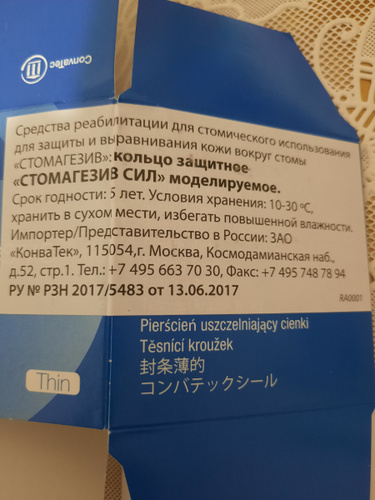 ConvaTec
Средства реабилитации для стомического использования
для защиты и выравнивания кожи вокруг стомы
«СТОМАГЕЗИВ»: кольцо защитное
«СТОМАГЕЗИВ СИЛ» моделируемое.
Срок годности: 5 лет. Условия хранения: 10-30 ºС,
хранить в сухом мести, избегать повышенной влажности.
Импортер/Представительство в России: ЗАО
«КонваТек», 115054,г. Москва, Космодамианская наб.,
д.52, стр.1. Тел.: +7 495 663 70 30, Факс: +7 495 748 78 94
РУ № РЗН 2017/5483 от 13.06.2017
RA0001
Pierścień uszczelniający cienki
Těsnící kroužek
封条薄的
コンバテックシール
Thin